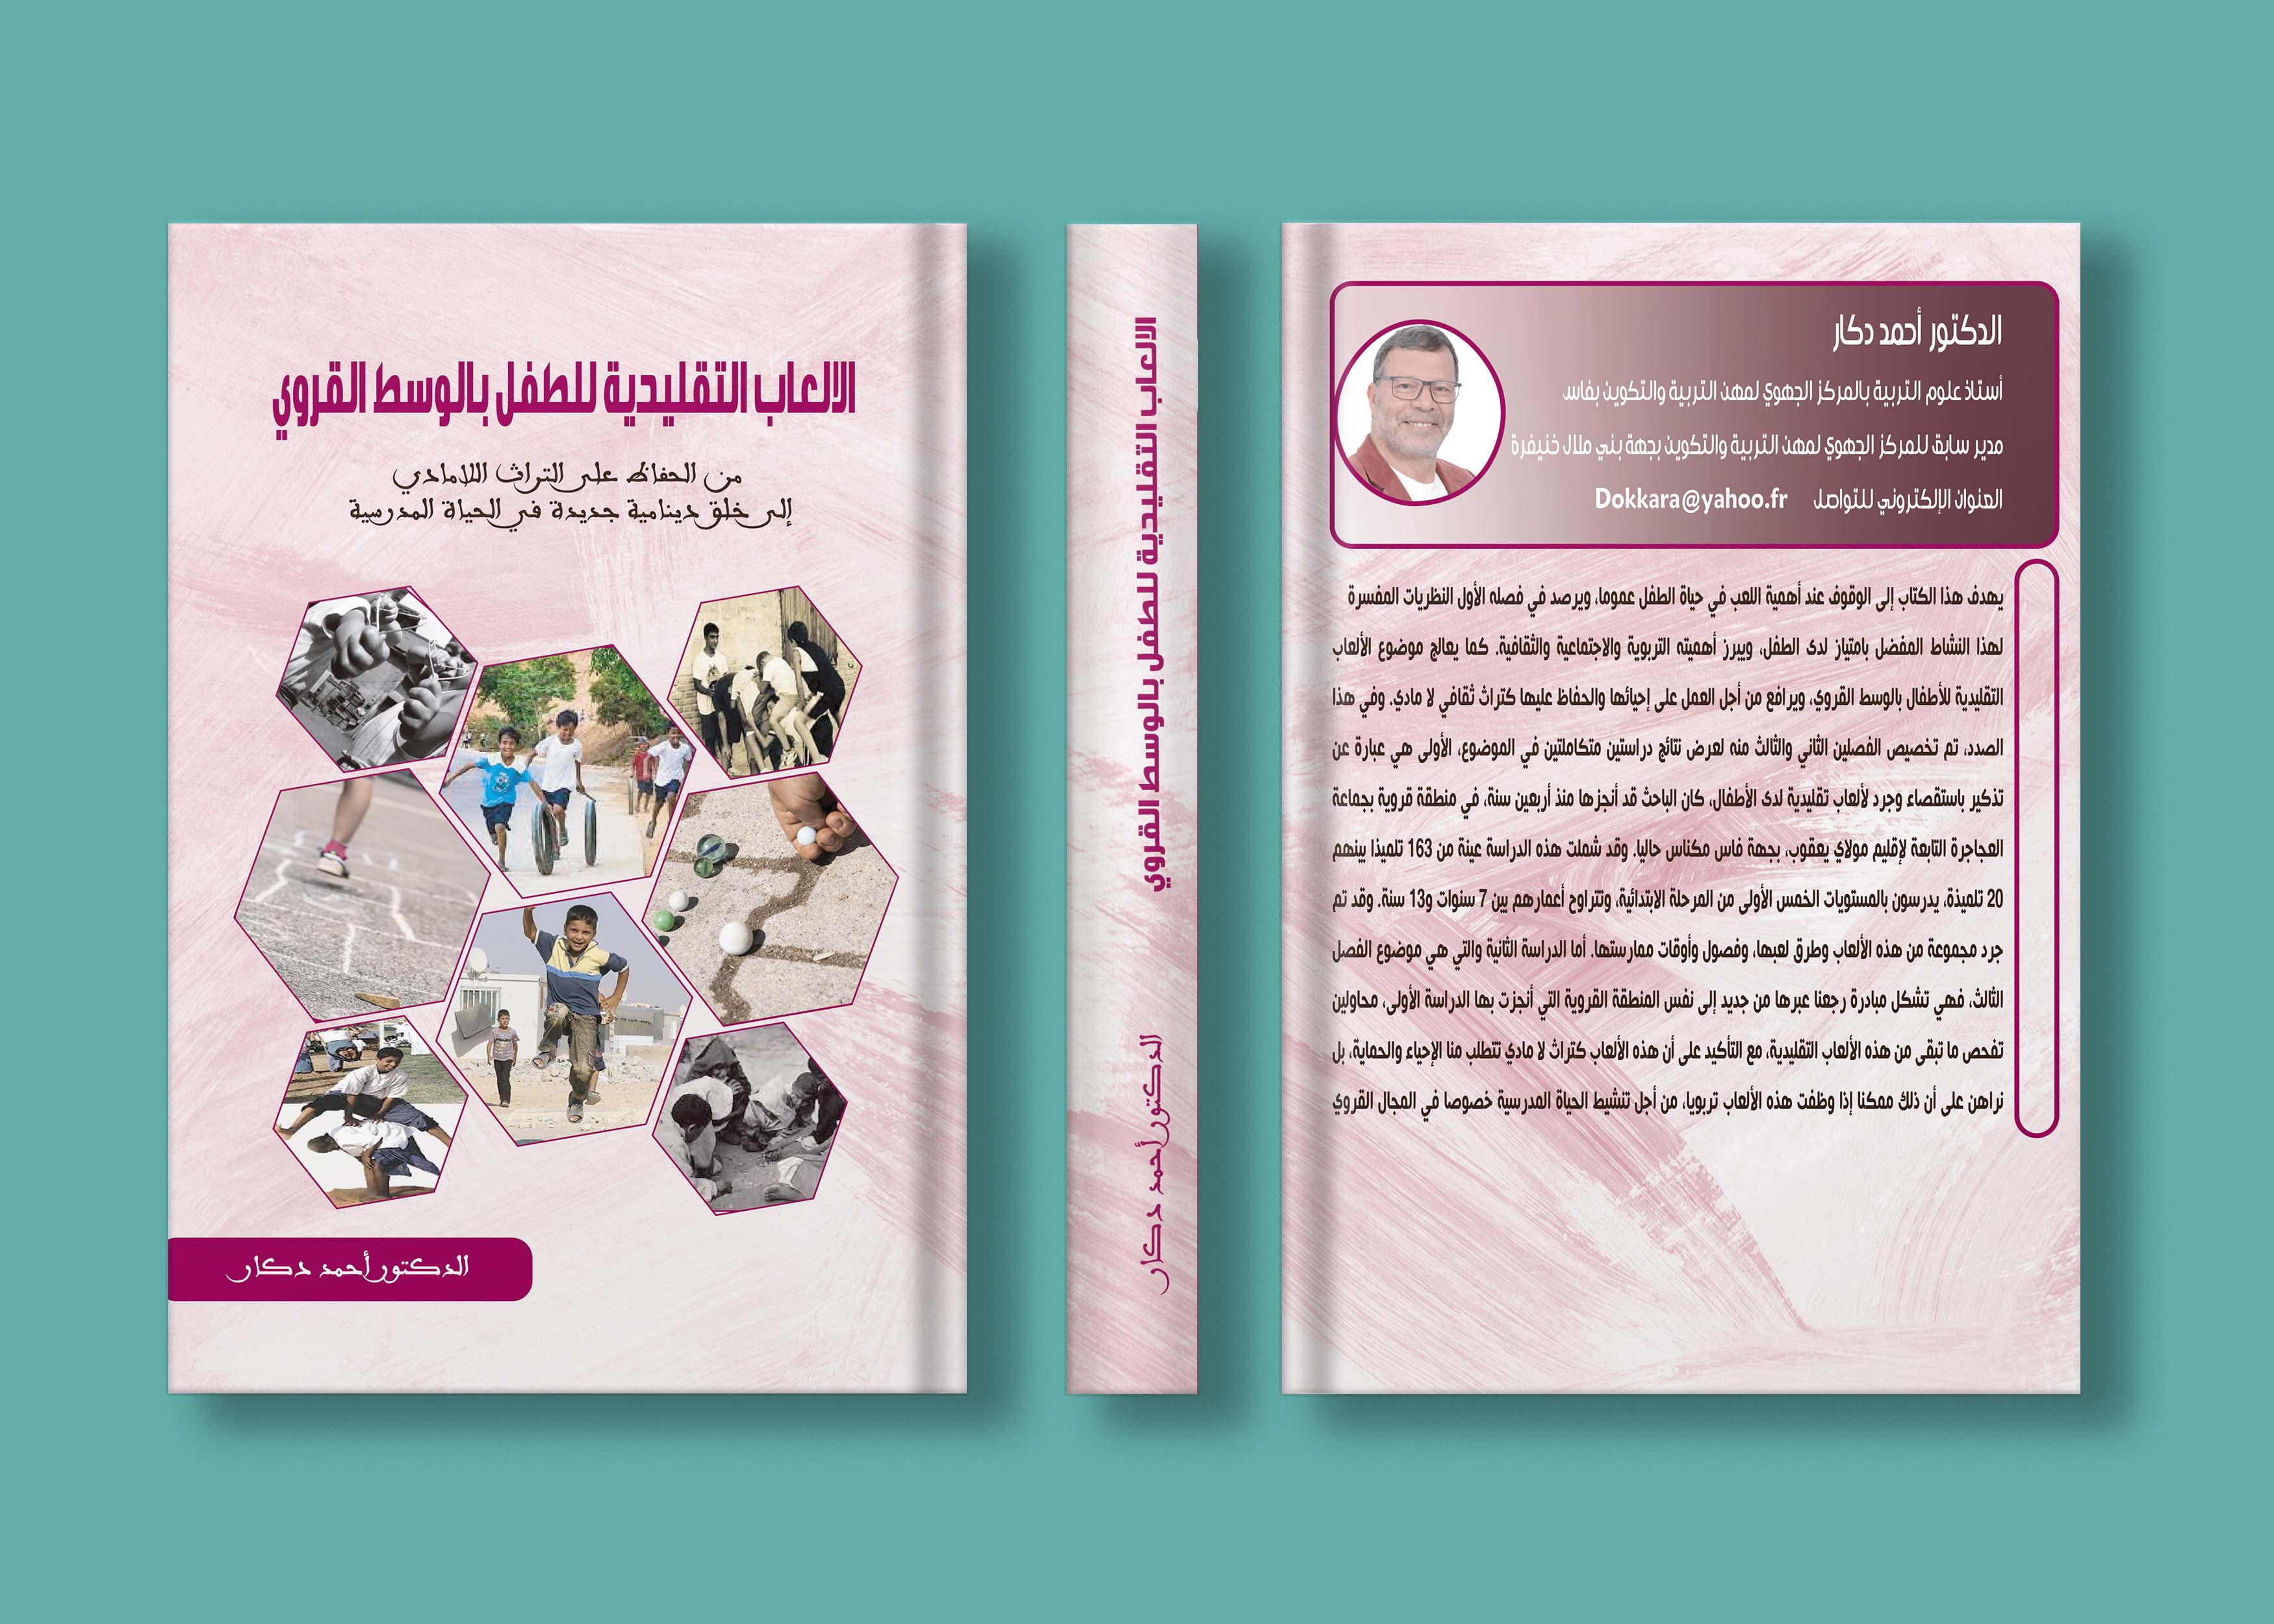 الالعاب التقليدية للطفل بالوسط القروي
من الحفاظ على التراث اللامادي
إلى خلق دينامية جديدة في الحياة المدرسية
الدكتور أحمد دكار
الالعاب التقليدية للطفل بالوسط القروي
الدكتور أحمد دكار
الدكتور أحمد دكار
أستاذ علوم التربية بالمركز الجهوي لمهن التربية والتكوين بفاس
مدير سابق للمركز الجهوي لمهن التربية والتكوين بجهة بني ملال خنيفرة
العنوان الإلكتروني للتواصل Dokkara@yahoo.fr
يهدف هذا الكتاب إلى الوقوف عند أهمية اللعب في حياة الطفل عموما، ويرصد في فصله الأول النظريات المفسرة
لهذا النشاط المفضل بامتياز لدى الطفل، ويبرز أهميته التربوية والاجتماعية والثقافية. كما يعالج موضوع الألعاب
التقليدية للأطفال بالوسط القروي، ويرافع من أجل العمل على إحيائها والحفاظ عليها كتراث ثقافي لا مادي. وفي هذا
الصدد، تم تخصيص الفصلين الثاني والثالث منه لعرض نتائج دراستين متكاملتين في الموضوع، الأولى هي عبارة عن
تذكير باستقصاء وجرد لألعاب تقليدية لدى الأطفال، كان الباحث قد أنجزها منذ أربعين سنة، في منطقة قروية بجماعة
العجاجرة التابعة لإقليم مولاي يعقوب، بجهة فاس مكناس حاليا. وقد شملت هذه الدراسة عينة من 163 تلميذا بينهم
20 تلميذة، يدرسون بالمستويات الخمس الأولى من المرحلة الابتدائية، وتتراوح أعمارهم بين 7 سنوات و13 سنة. وقد تم
جرد مجموعة من هذه الألعاب وطرق لعبها، وفصول وأوقات ممارستها. أما الدراسة الثانية والتي هي موضوع الفصل
الثالث، فهي تشكل مبادرة رجعنا عبرها من جديد إلى نفس المنطقة القروية التي أنجزت بها الدراسة الأولى، محاولين
تفحص ما تبقى من هذه الألعاب التقليدية، مع التأكيد على أن هذه الألعاب كتراث لا مادي تتطلب منا الإحياء والحماية، بل
نراهن على أن ذلك ممكنا إذا وظفت هذه الألعاب تربويا، من أجل تنشيط الحياة المدرسية خصوصا في المجال القروي